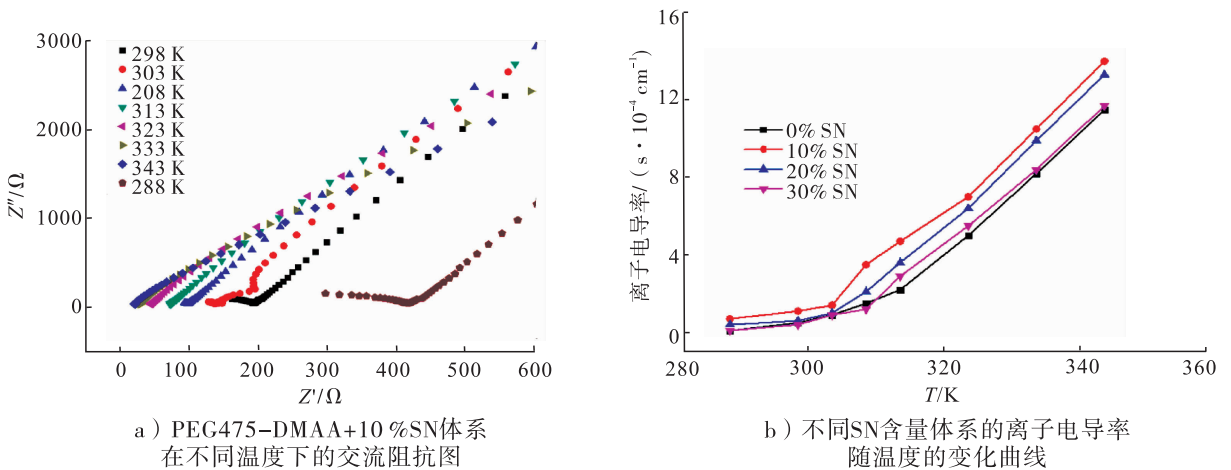 3000
2000
1000
0
Z″/Ω
298 K
303 K
208 K
313 K
323 K
333 K
343 K
288 K
0
100
200
300
400
500
600
Z′/Ω
a）PEG475-DMAA+10 %SN体系
在不同温度下的交流阻抗图
16
12
8
4
0
离子电导率/（s·10⁻⁴ cm⁻¹）
0% SN
10% SN
20% SN
30% SN
280
300
320
340
360
T/K
b）不同SN含量体系的离子电导率
随温度的变化曲线